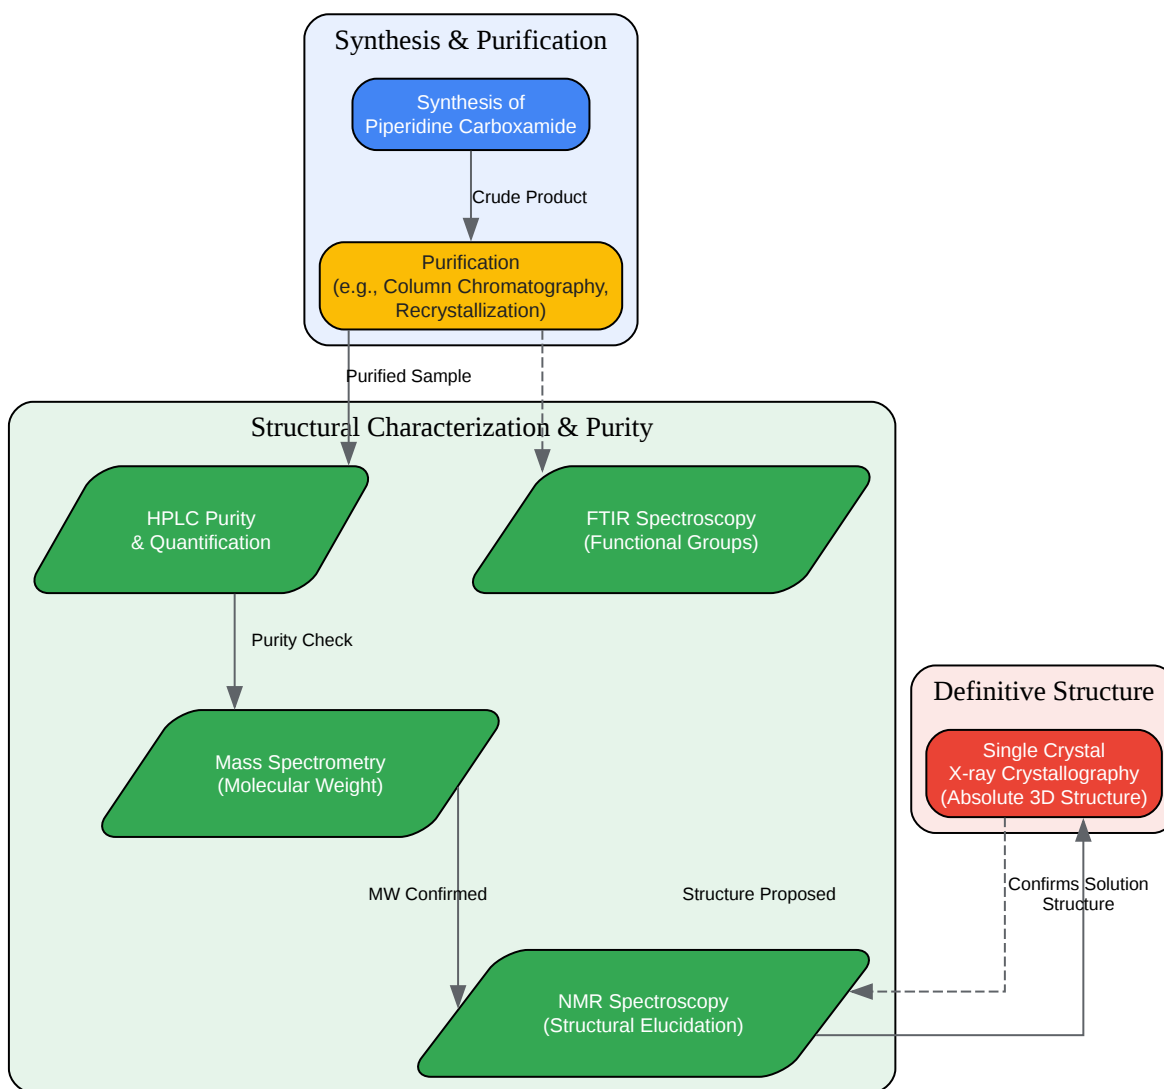 Synthesis & Purification
Synthesis of
Piperidine Carboxamide
Crude Product
Purification
(e.g., Column Chromatography,
Recrystallization)
Purified Sample
Structural Characterization & Purity
HPLC Purity
& Quantification
FTIR Spectroscopy
(Functional Groups)
Purity Check
Mass Spectrometry
(Molecular Weight)
Definitive Structure
Single Crystal
X-ray Crystallography
(Absolute 3D Structure)
MW Confirmed
Structure Proposed
Confirms Solution
Structure
NMR Spectroscopy
(Structural Elucidation)